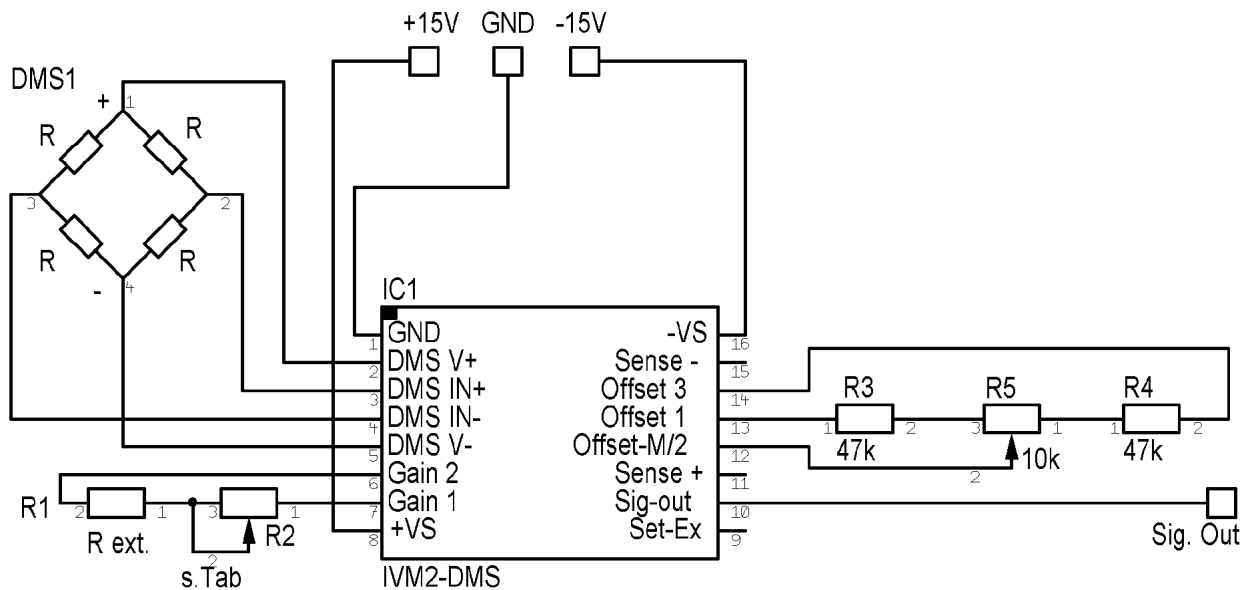 +15V GND -15V
DMS1
+ 1
R R
3 2
R R
- 4
IC1
GND -VS
1 16
DMS V+ Sense -
2 15
DMS IN+ Offset 3
3 14
DMS IN- Offset 1
4 13
DMS V- Offset-M/2
5 12
Gain 2 Sense +
6 11
Gain 1 Sig-out
7 10
+VS Set-Ex
8 9
IVM2-DMS
R3 R5 R4
1 2 3 1 1 2
47k 10k 47k
2
R1 2 1 3 1
R ext. R2
2
s.Tab
Sig. Out